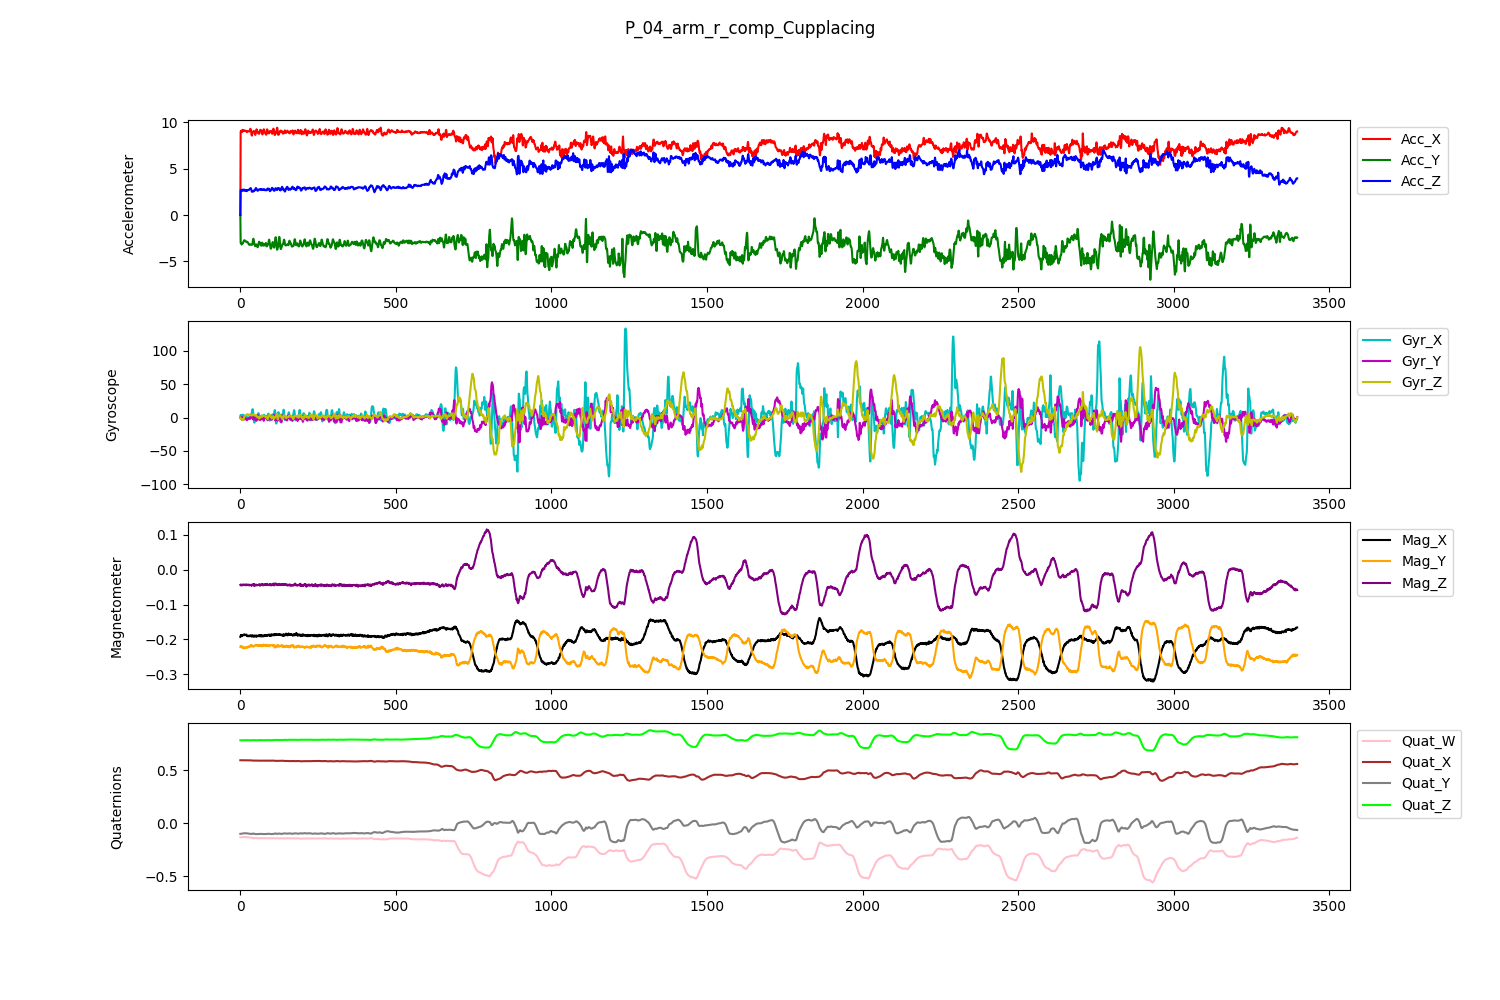 P_04_arm_r_comp_Cupplacing
Accelerometer
10
5
0
−5
0 500 1000 1500 2000 2500 3000 3500
Acc_X
Acc_Y
Acc_Z
Gyroscope
100
50
0
−50
−100
0 500 1000 1500 2000 2500 3000 3500
Gyr_X
Gyr_Y
Gyr_Z
Magnetometer
0.1
0.0
−0.1
−0.2
−0.3
0 500 1000 1500 2000 2500 3000 3500
Mag_X
Mag_Y
Mag_Z
Quaternions
0.5
0.0
−0.5
0 500 1000 1500 2000 2500 3000 3500
Quat_W
Quat_X
Quat_Y
Quat_Z